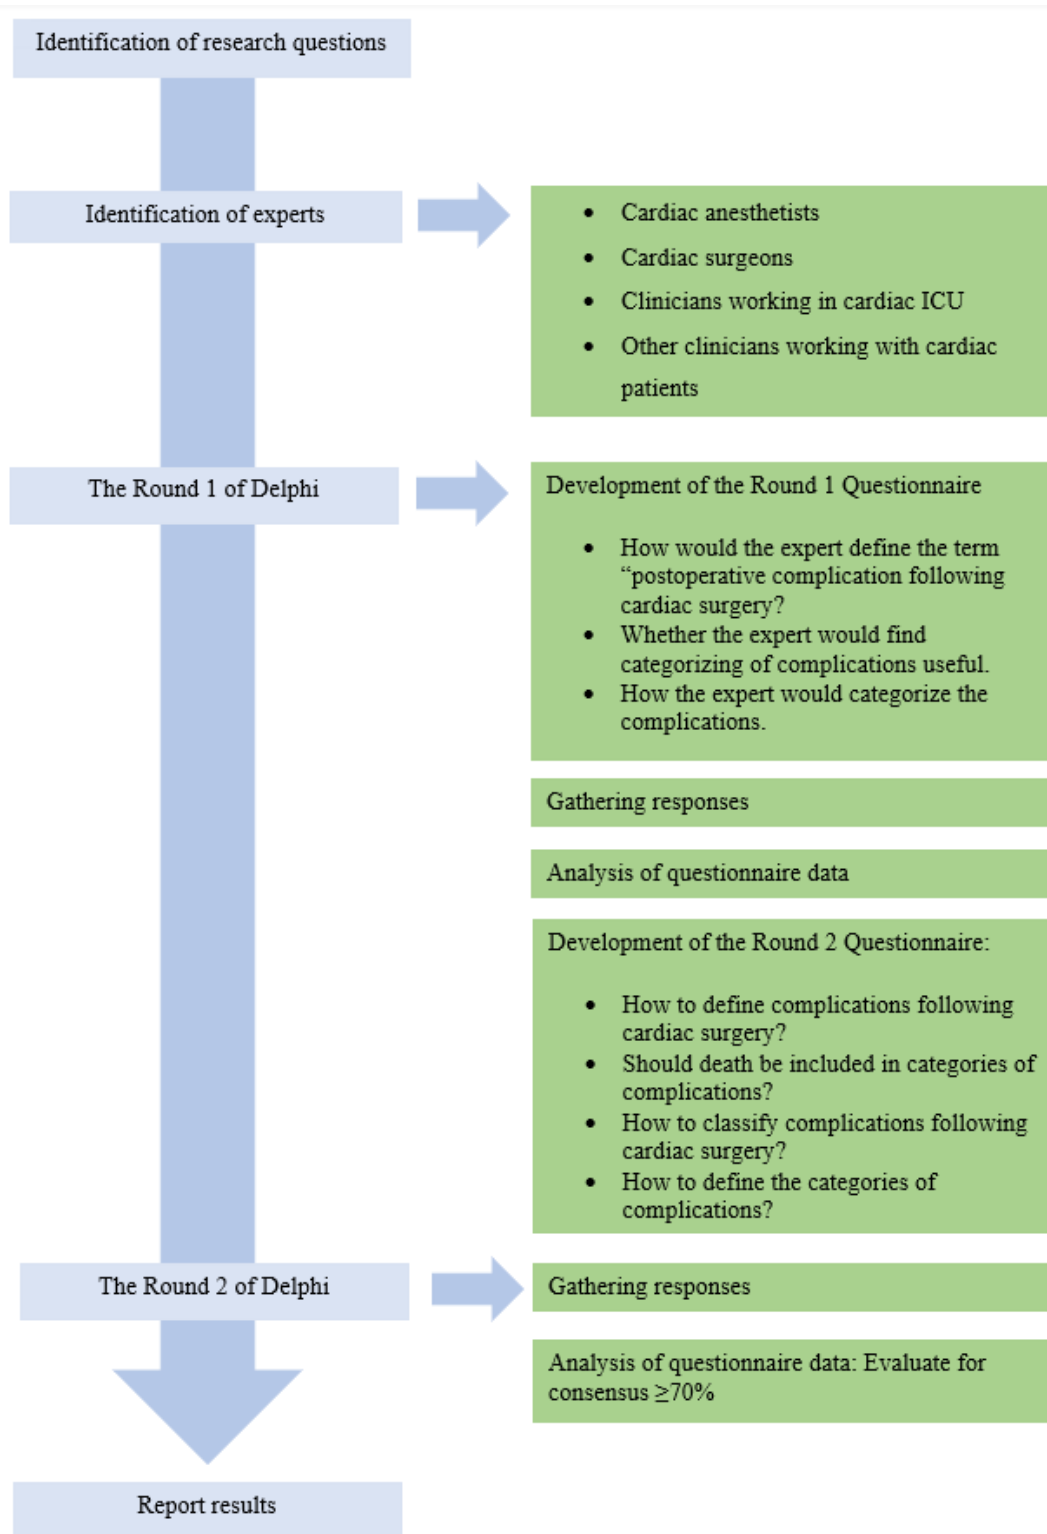 Identification of research questions
Identification of experts
• Cardiac anesthetists
• Cardiac surgeons
• Clinicians working in cardiac ICU
• Other clinicians working with cardiac
patients
The Round 1 of Delphi
Development of the Round 1 Questionnaire
• How would the expert define the term
“postoperative complication following
cardiac surgery?
• Whether the expert would find
categorizing of complications useful.
• How the expert would categorize the
complications.
Gathering responses
Analysis of questionnaire data
Development of the Round 2 Questionnaire:
• How to define complications following
cardiac surgery?
• Should death be included in categories of
complications?
• How to classify complications following
cardiac surgery?
• How to define the categories of
complications?
The Round 2 of Delphi
Gathering responses
Analysis of questionnaire data: Evaluate for
consensus ≥70%
Report results